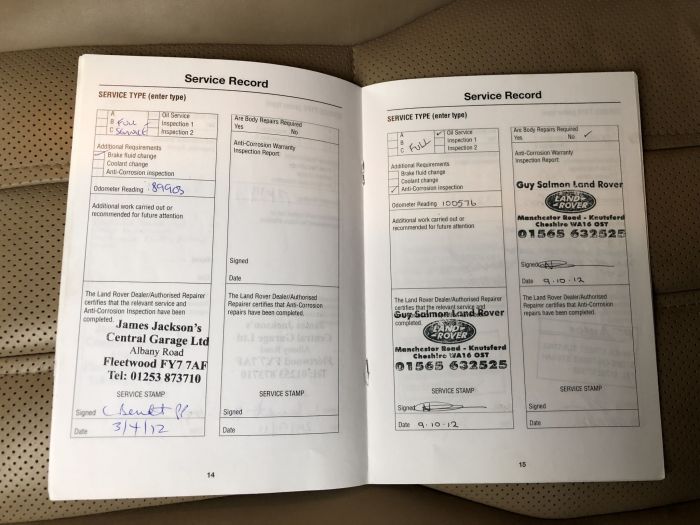 Service Record
SERVICE TYPE (enter type)
A
B
C
FULL
SERVICE
Oil Service
Inspection 1
Inspection 2
Additional Requirements
Brake fluid change
Coolant change
Anti-Corrosion inspection
Odometer Reading 89903
Additional work carried out or
recommended for future attention
The Land Rover Dealer/Authorised Repairer
certifies that the relevant service and
Anti-Corrosion Inspection have been
completed.
James Jackson's
Central Garage Ltd
Albany Road
Fleetwood FY7 7AF
Tel: 01253 873710
Signed
Date 3/4/12
Are Body Repairs Required
Yes No
Anti-Corrosion Warranty
Inspection Report:
Signed
Date
The Land Rover Dealer/Authorised Repairer
certifies that the relevant Anti-Corrosion
repairs have been completed.
SERVICE STAMP
Signed
Date
14
Service Record
SERVICE TYPE (enter type)
A
B
C
FULL
Oil Service
Inspection 1
Inspection 2
Additional Requirements
Brake fluid change
Coolant change
Anti-Corrosion inspection
Odometer Reading 100576
Additional work carried out or
recommended for future attention
The Land Rover Dealer/Authorised Repairer
certifies that the relevant service and
completed.
Guy Salmon Land Rover
LAND
ROVER
Manchester Road - Knutsford
Cheshire WA16 0ST
01565 632525
SERVICE STAMP
Signed
Date 9.10.12
Are Body Repairs Required
Yes No
Anti-Corrosion Warranty
Inspection Report:
Guy Salmon Land Rover
LAND
ROVER
Manchester Road - Knutsford
Cheshire WA16 0ST
01565 632525
Signed
Date 9.10.12
The Land Rover Dealer/Authorised Repairer
certifies that the relevant Anti-Corrosion
repairs have been completed.
SERVICE STAMP
Signed
Date
15